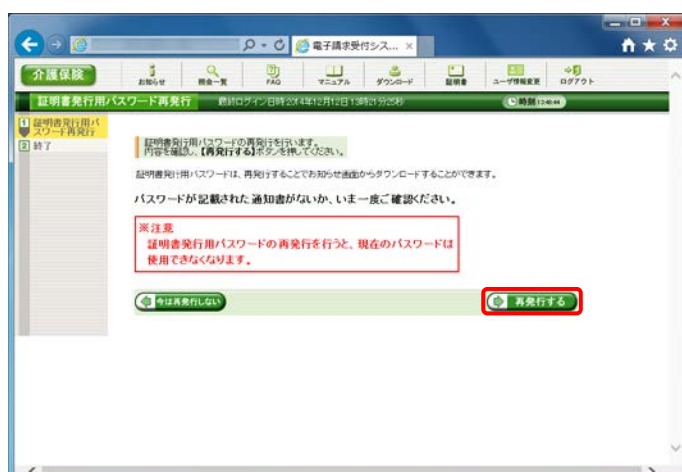 電子請求受付シス... ×
介護保険
お知らせ 照会一覧 FAQ マニュアル ダウンロード 証明書 ユーザ情報変更 ログアウト
証明書発行用パスワード再発行 最終ログイン日時 2014年12月12日 13時21分25秒
1 証明書発行用パ
スワード再発行
2 終了
証明書発行用パスワードの再発行を行います。
内容を確認し、【再発行する】ボタンを押してください。
証明書発行用パスワードは、再発行することでお知らせ画面からダウンロードすることができます。
パスワードが記載された通知書がないか、いま一度ご確認ください。
※注意
証明書発行用パスワードの再発行を行うと、現在のパスワードは
使用できなくなります。
今は再発行しない 再発行する